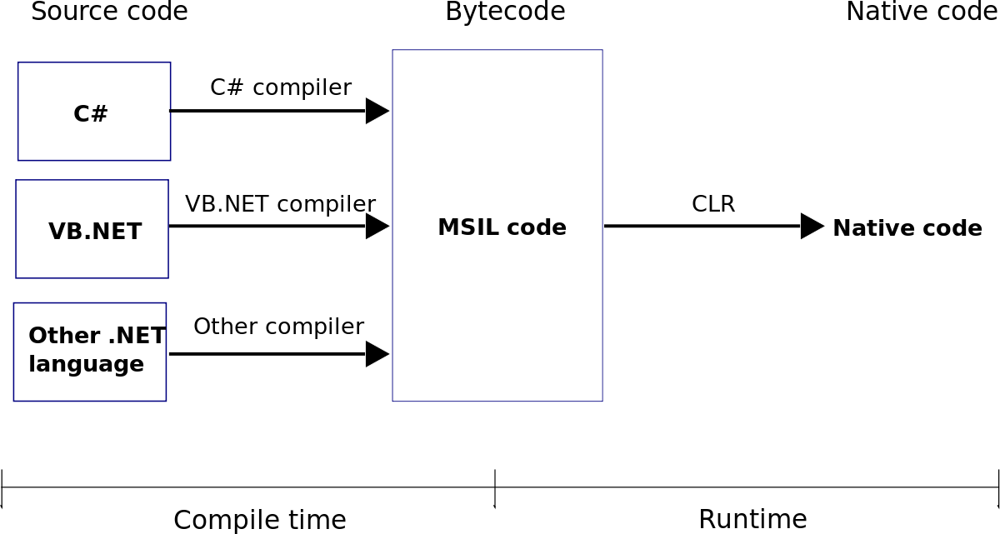 Source code
Bytecode
Native code
C#
C# compiler
VB.NET
VB.NET compiler
Other .NET
language
Other compiler
MSIL code
CLR
Native code
Compile time
Runtime